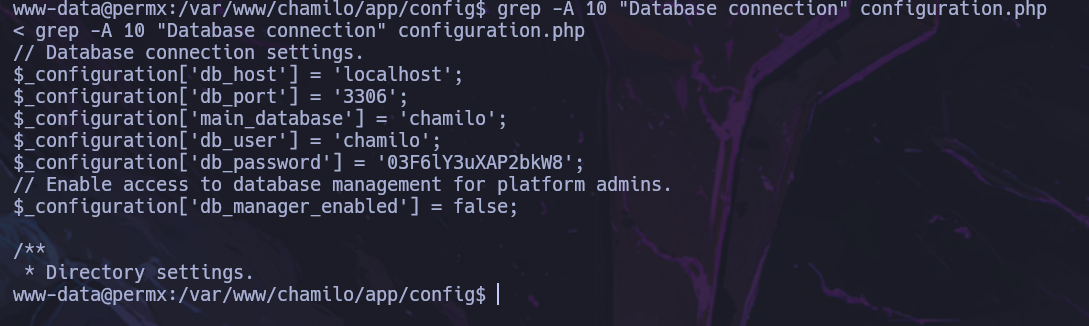 www-data@permx:/var/www/chamilo/app/config$ grep -A 10 "Database connection" configuration.php
< grep -A 10 "Database connection" configuration.php
// Database connection settings.
$_configuration['db_host'] = 'localhost';
$_configuration['db_port'] = '3306';
$_configuration['main_database'] = 'chamilo';
$_configuration['db_user'] = 'chamilo';
$_configuration['db_password'] = '03F6lY3uXAP2bkW8';
// Enable access to database management for platform admins.
$_configuration['db_manager_enabled'] = false;
/**
 * Directory settings.
www-data@permx:/var/www/chamilo/app/config$